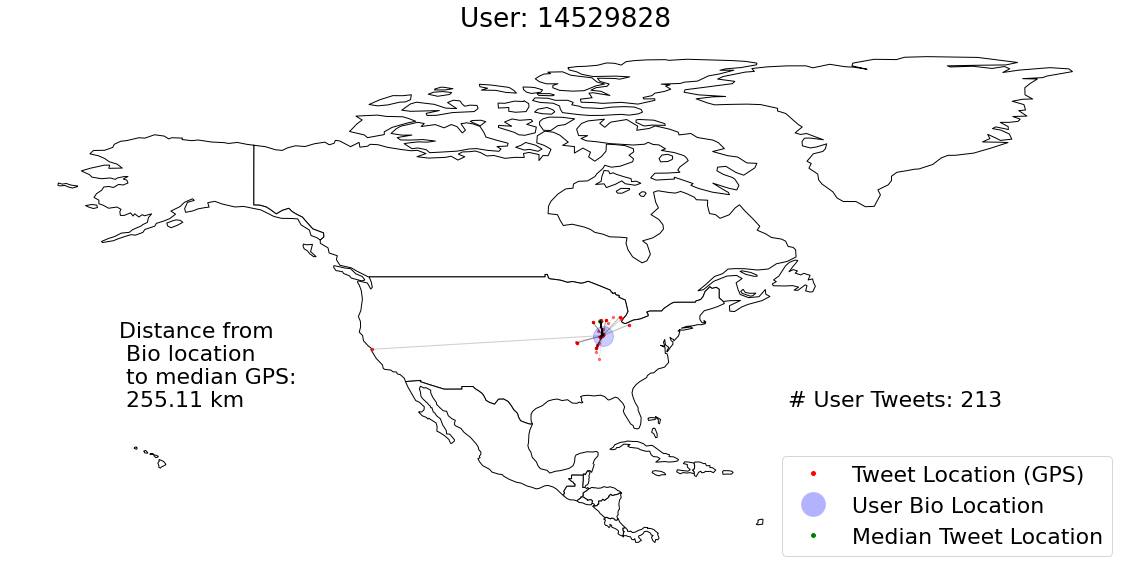 User: 14529828
Distance from
Bio location
to median GPS:
255.11 km
# User Tweets: 213
Tweet Location (GPS)
User Bio Location
Median Tweet Location